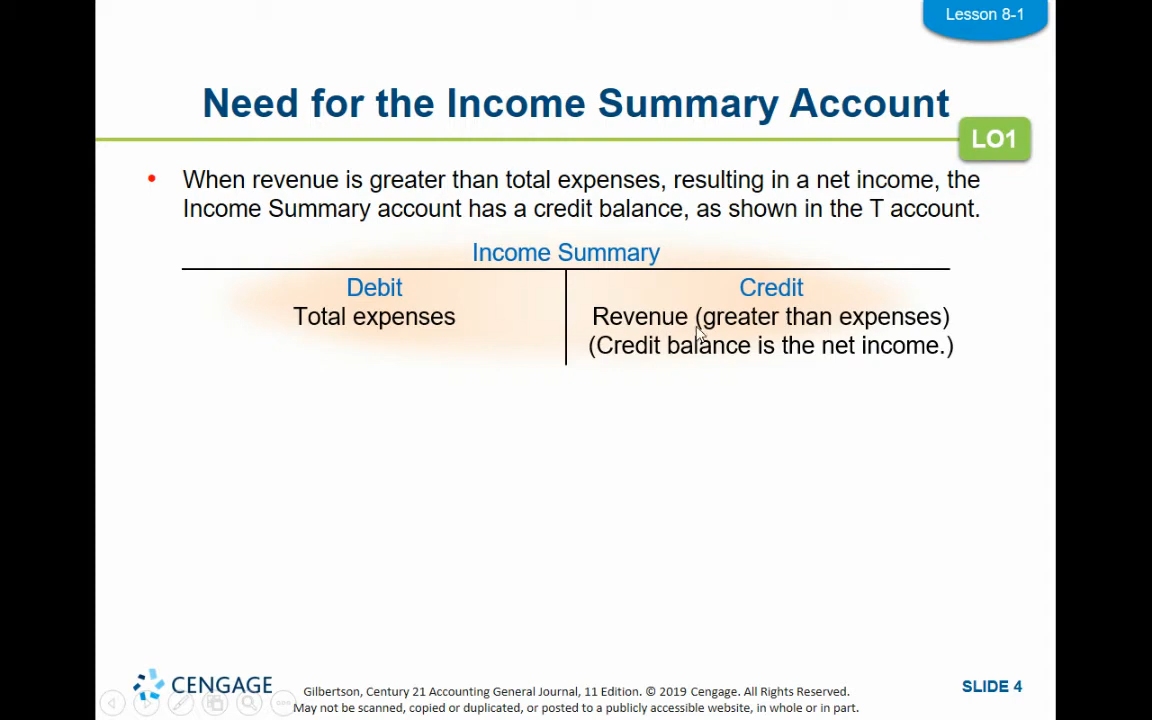 Lesson 8-1
Need for the Income Summary Account
LO1
• When revenue is greater than total expenses, resulting in a net income, the
Income Summary account has a credit balance, as shown in the T account.
Income Summary
Debit
Credit
Total expenses
Revenue (greater than expenses)
(Credit balance is the net income.)
CENGAGE
Gilbertson, Century 21 Accounting General Journal, 11 Edition. © 2019 Cengage. All Rights Reserved.
May not be scanned, copied or duplicated, or posted to a publicly accessible website, in whole or in part.
SLIDE 4